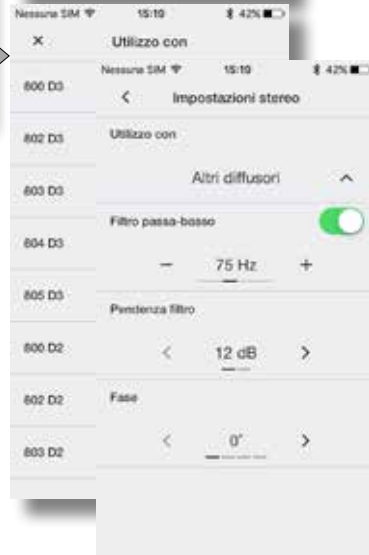 Nessuna SIM 15:19 42%
× Utilizzo con
800 D3
802 D3
803 D3
804 D3
805 D3
800 D2
802 D2
803 D2
Nessuna SIM 15:19 42%
< Impostazioni stereo
Utilizzo con
Altri diffusori
Filtro passa-basso
− 75 Hz +
Pendenza filtro
< 12 dB >
Fase
< 0° >